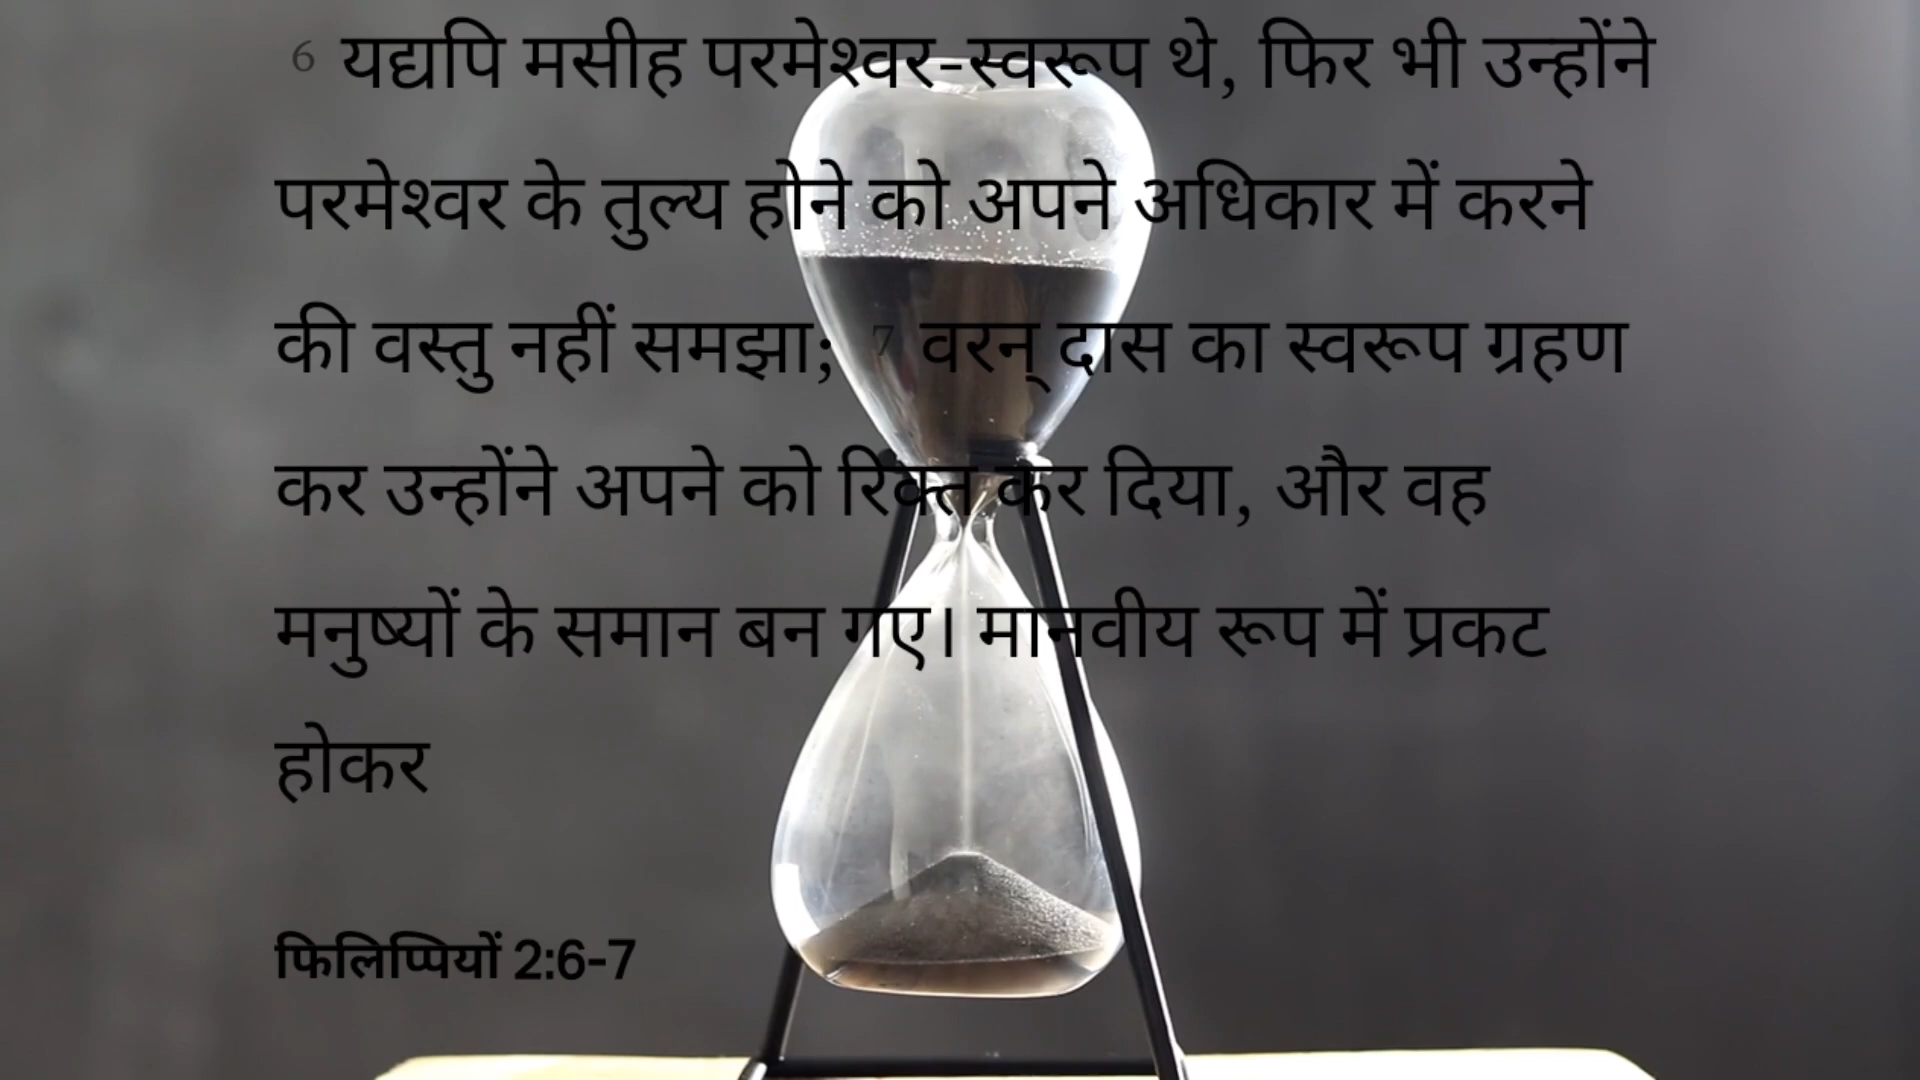 6 यद्यपि मसीह परमेश्‍वर-स्वरूप थे, फिर भी उन्होंने
परमेश्‍वर के तुल्य होने को अपने अधिकार में करने
की वस्तु नहीं समझा; 7 वरन् दास का स्वरूप ग्रहण
कर उन्होंने अपने को रिक्त कर दिया, और वह
मनुष्यों के समान बन गए। मानवीय रूप में प्रकट
होकर
फिलिप्पियों 2:6-7